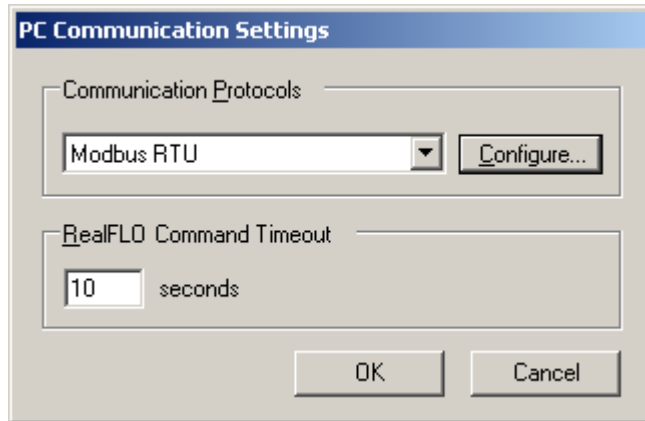 PC Communication Settings
Communication Protocols
Modbus RTU
Configure...
RealFLO Command Timeout
10 seconds
OK Cancel